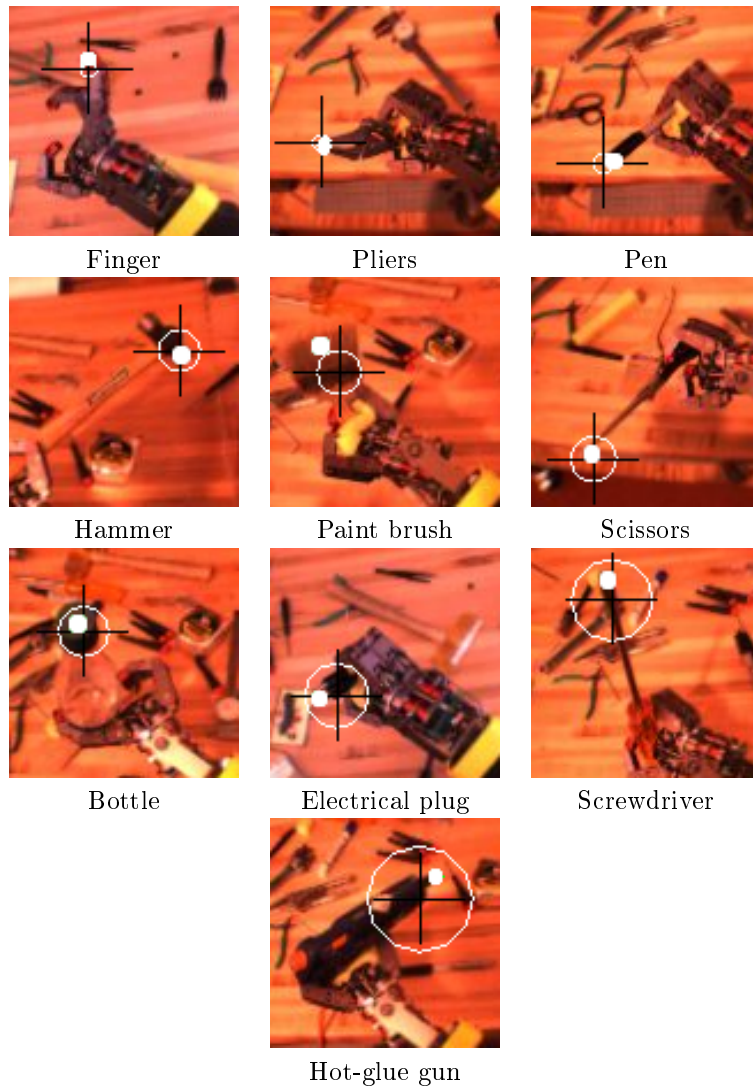 Finger Pliers Pen
Hammer Paint brush Scissors
Bottle Electrical plug Screwdriver
Hot-glue gun